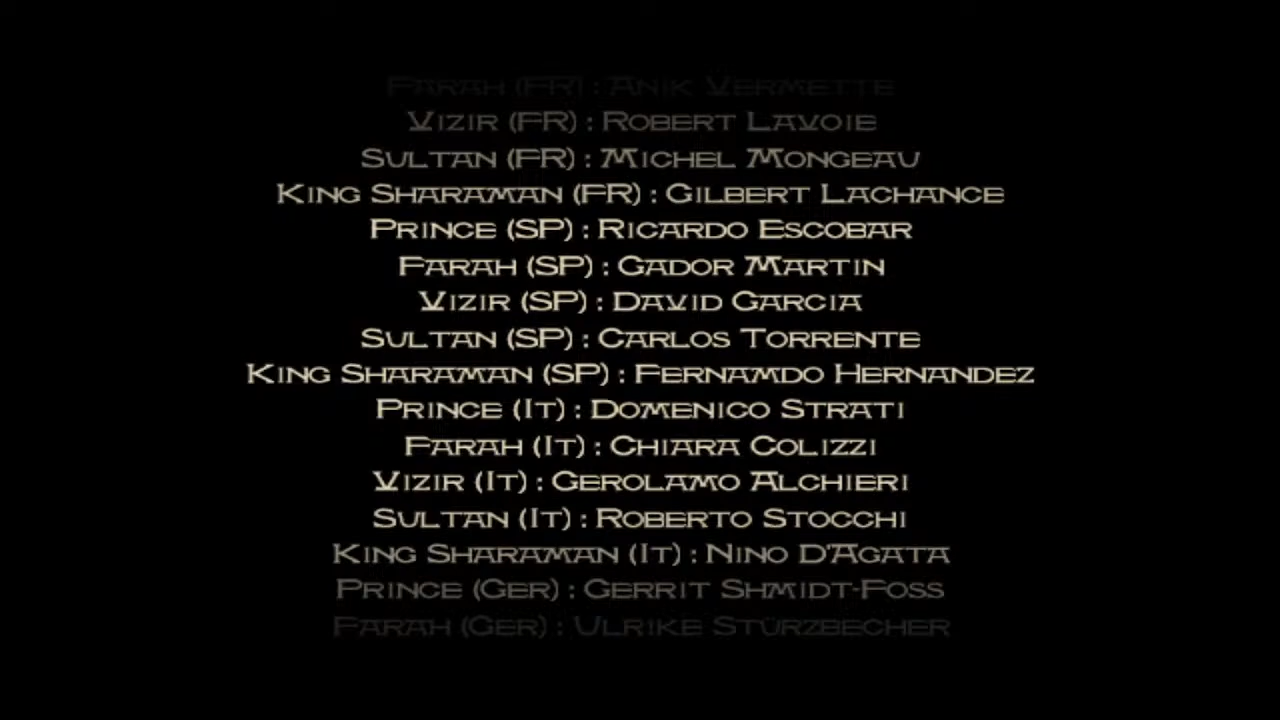 Farah (FR) : Anik Vermette
Vizir (FR) : Robert Lavoie
Sultan (FR) : Michel Mongeau
King Sharaman (FR) : Gilbert Lachance
Prince (SP) : Ricardo Escobar
Farah (SP) : Gador Martin
Vizir (SP) : David Garcia
Sultan (SP) : Carlos Torrente
King Sharaman (SP) : Fernamdo Hernandez
Prince (It) : Domenico Strati
Farah (It) : Chiara Colizzi
Vizir (It) : Gerolamo Alchieri
Sultan (It) : Roberto Stocchi
King Sharaman (It) : Nino D'Agata
Prince (Ger) : Gerrit Shmidt-Foss
Farah (Ger) : Ulrike Stürzbecher